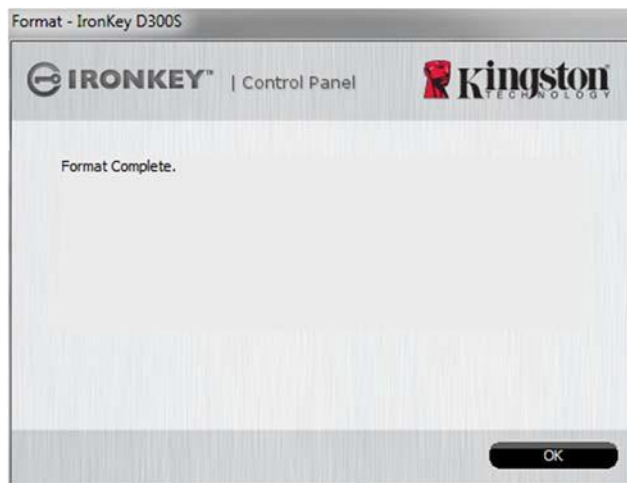 Format - IronKey D300S
IRONKEY™ | Control Panel
Kingston
TECHNOLOGY
Format Complete.
OK